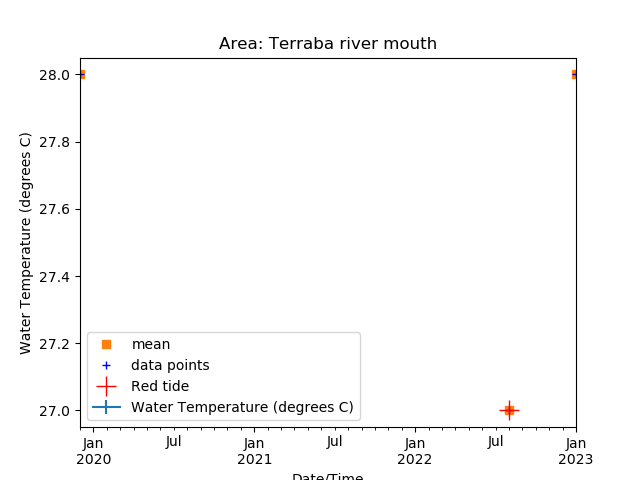 Area: Terraba river mouth
28.0
27.8
27.6
27.4
27.2
27.0
Water Temperature (degrees C)
mean
data points
Red tide
Water Temperature (degrees C)
Jan Jul Jan Jul Jan Jul Jan
2020 2021 2022 2023
Date/Time